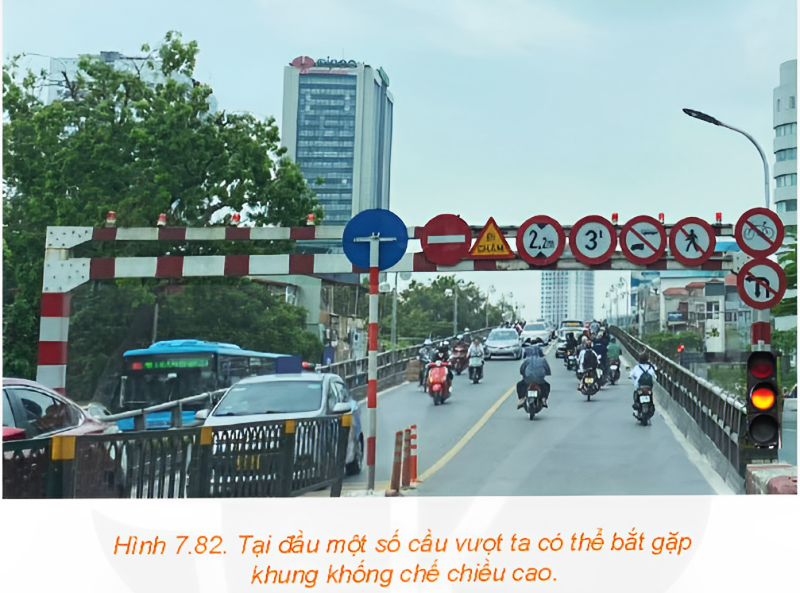 ĐI
CHẬM
2,2m
3t
Hình 7.82. Tại đầu một số cầu vượt ta có thể bắt gặp
khung khống chế chiều cao.